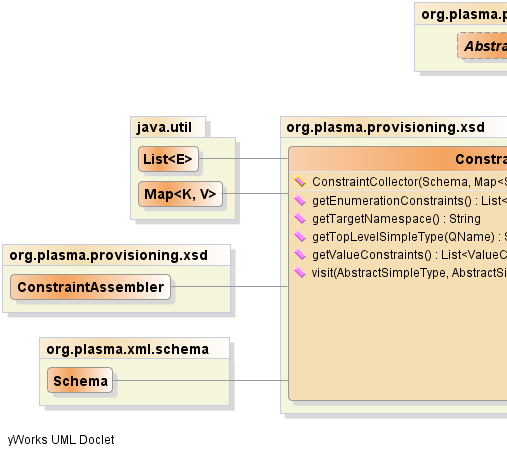 org.plasma.p
Abstra
java.util
List<E>
Map<K, V>
org.plasma.provisioning.xsd
Constra
ConstraintCollector(Schema, Map<S
getEnumerationConstraints() : List<
getTargetNamespace() : String
getTopLevelSimpleType(QName) : S
getValueConstraints() : List<ValueC
visit(AbstractSimpleType, AbstractSi
org.plasma.provisioning.xsd
ConstraintAssembler
org.plasma.xml.schema
Schema
yWorks UML Doclet